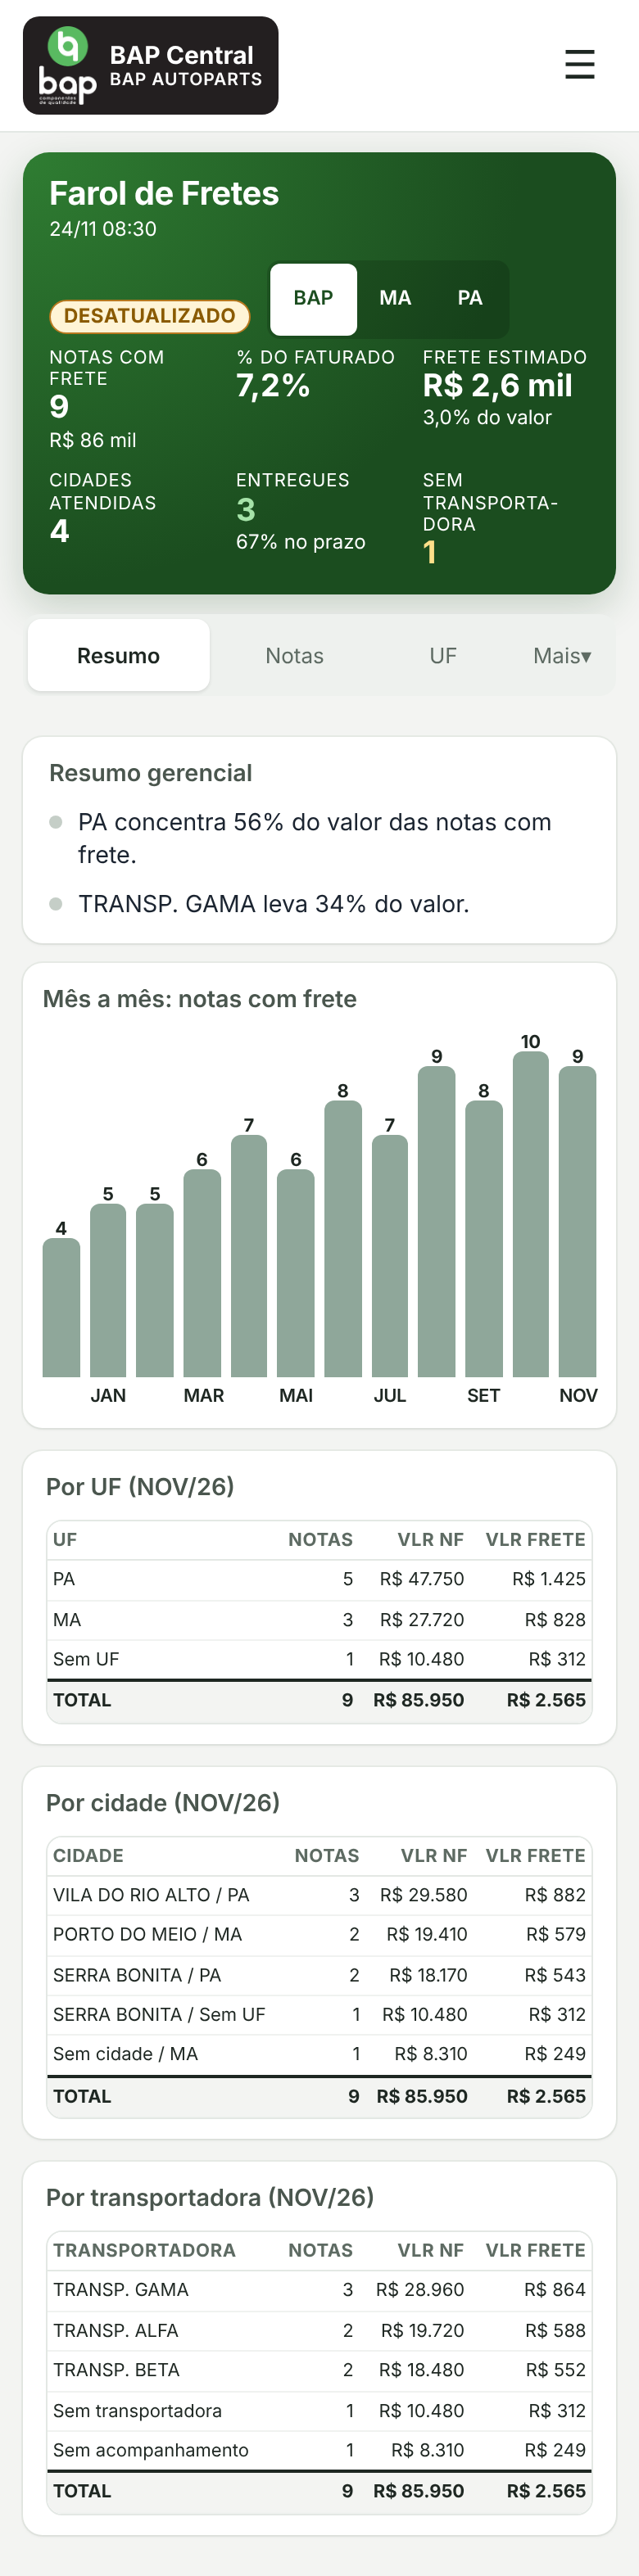 bap
componentes
de qualidade
BAP Central
BAP AUTOPARTS
☰
Farol de Fretes
24/11 08:30
DESATUALIZADO
BAP MA PA
NOTAS COM
FRETE
9
R$ 86 mil
% DO FATURADO
7,2%
FRETE ESTIMADO
R$ 2,6 mil
3,0% do valor
CIDADES
ATENDIDAS
4
ENTREGUES
3
67% no prazo
SEM
TRANSPORTA-
DORA
1
Resumo Notas UF Mais▾
Resumo gerencial
PA concentra 56% do valor das notas com
frete.
TRANSP. GAMA leva 34% do valor.
Mês a mês: notas com frete
4 5 5 6 7 6 8 7 9 8 10 9
JAN MAR MAI JUL SET NOV
Por UF (NOV/26)
UF NOTAS VLR NF VLR FRETE
PA 5 R$ 47.750 R$ 1.425
MA 3 R$ 27.720 R$ 828
Sem UF 1 R$ 10.480 R$ 312
TOTAL 9 R$ 85.950 R$ 2.565
Por cidade (NOV/26)
CIDADE NOTAS VLR NF VLR FRETE
VILA DO RIO ALTO / PA 3 R$ 29.580 R$ 882
PORTO DO MEIO / MA 2 R$ 19.410 R$ 579
SERRA BONITA / PA 2 R$ 18.170 R$ 543
SERRA BONITA / Sem UF 1 R$ 10.480 R$ 312
Sem cidade / MA 1 R$ 8.310 R$ 249
TOTAL 9 R$ 85.950 R$ 2.565
Por transportadora (NOV/26)
TRANSPORTADORA NOTAS VLR NF VLR FRETE
TRANSP. GAMA 3 R$ 28.960 R$ 864
TRANSP. ALFA 2 R$ 19.720 R$ 588
TRANSP. BETA 2 R$ 18.480 R$ 552
Sem transportadora 1 R$ 10.480 R$ 312
Sem acompanhamento 1 R$ 8.310 R$ 249
TOTAL 9 R$ 85.950 R$ 2.565